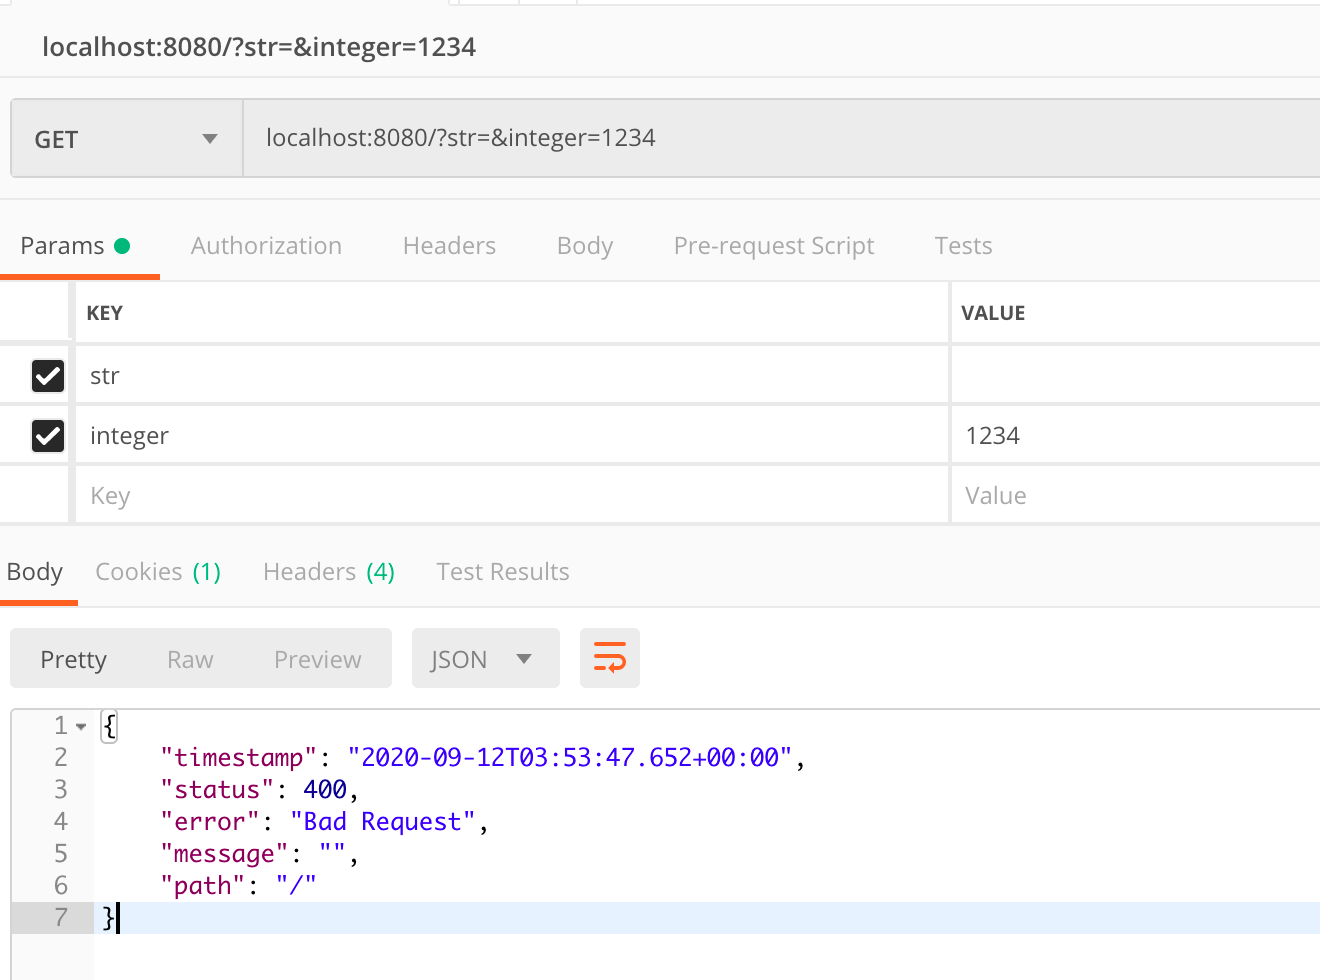 localhost:8080/?str=&integer=1234
GET localhost:8080/?str=&integer=1234
Params Authorization Headers Body Pre-request Script Tests
KEY VALUE
str
integer 1234
Key Value
Body Cookies (1) Headers (4) Test Results
Pretty Raw Preview JSON
1 {
2 "timestamp": "2020-09-12T03:53:47.652+00:00",
3 "status": 400,
4 "error": "Bad Request",
5 "message": "",
6 "path": "/"
7 }